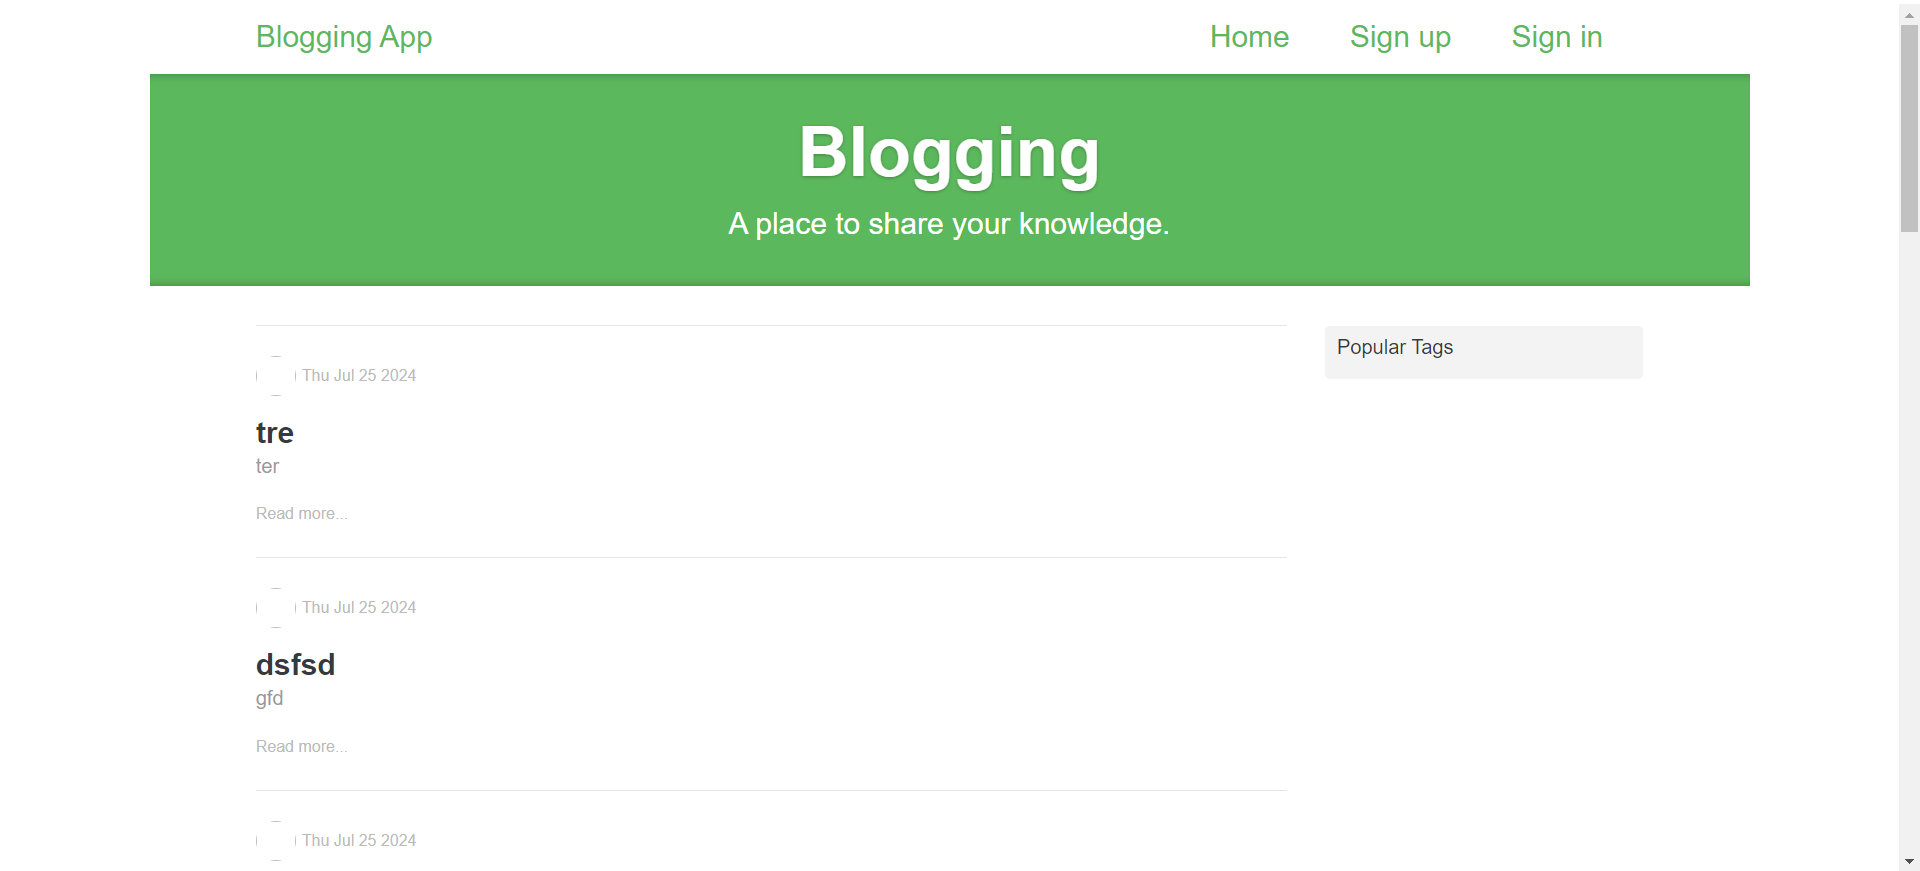 Blogging App
Home Sign up Sign in
Blogging
A place to share your knowledge.
Popular Tags
Thu Jul 25 2024
tre
ter
Read more...
Thu Jul 25 2024
dsfsd
gfd
Read more...
Thu Jul 25 2024